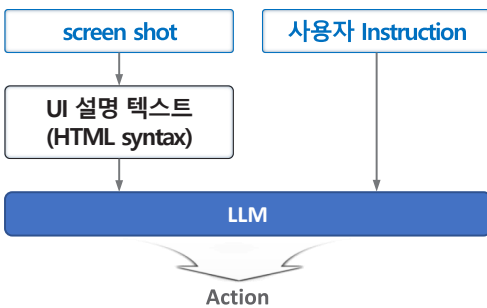 screen shot
사용자 Instruction
UI 설명 텍스트
(HTML syntax)
LLM
Action